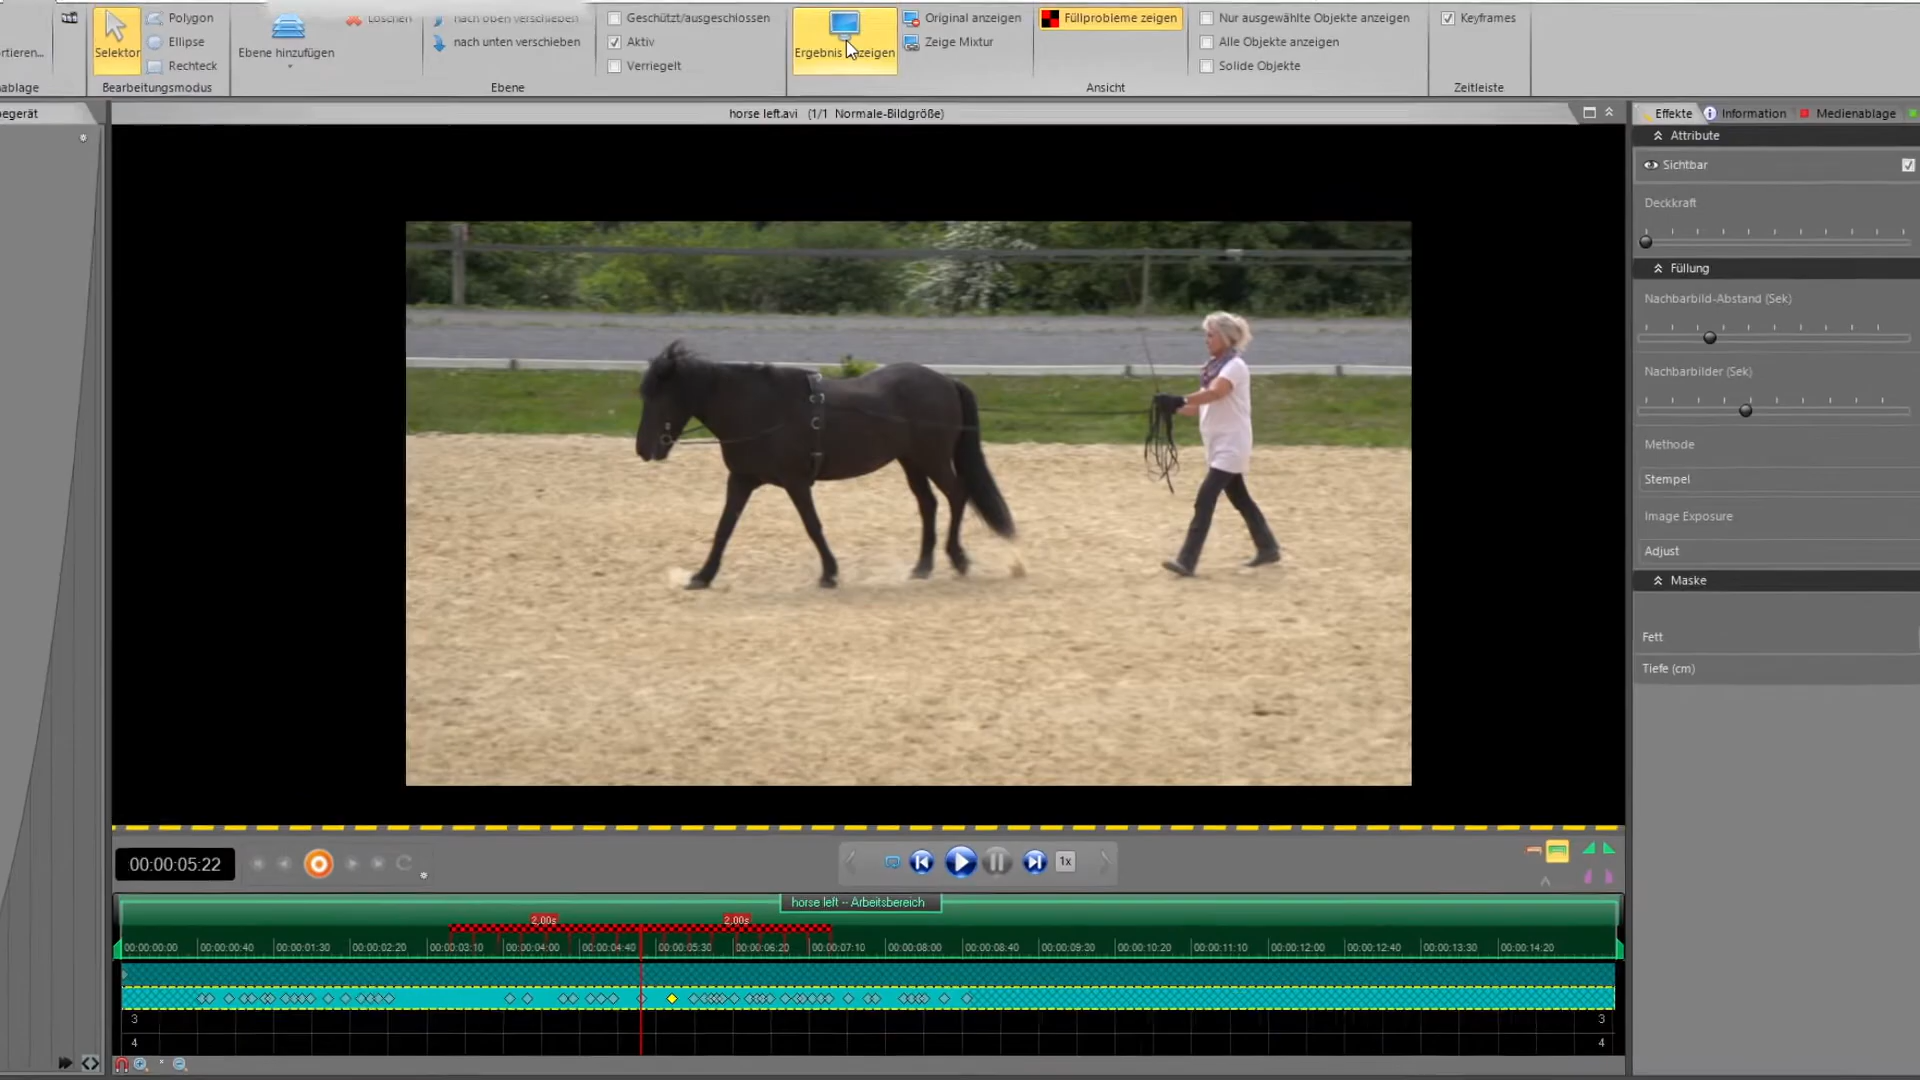 Polygon
Geschützt/ausgeschlossen
Original anzeigen
Füllprobleme zeigen
Nur ausgewählte Objekte anzeigen
Keyframes
Löschen
nach oben verschieben
rtieren...
Selektor
Ellipse
Ebene hinzufügen
nach unten verschieben
Aktiv
Ergebnis
Zeige Mixtur
Alle Objekte anzeigen
Rechteck
Verriegelt
Solide Objekte
ablage
Bearbeitungsmodus
Ebene
Ansicht
Zeitleiste
egerät
horse left.avi (1/1 Normale-Bildgröße)
Effekte
Information
Medienablage
Attribute
Sichtbar
Deckkraft
Füllung
Nachbarbild-Abstand (Sek)
Nachbarbilder (Sek)
Methode
Stempel
Image Exposure
Adjust
Maske
Fett
Tiefe (cm)
00:00:05:22
1x
horse left -- Arbeitsbereich
2,00s 2,00s
00:00:00:00 00:00:00:40 00:00:01:30 00:00:02:20 00:00:03:10 00:00:04:00 00:00:04:40 00:00:05:30 00:00:06:20 00:00:07:10 00:00:08:00 00:00:08:40 00:00:09:30 00:00:10:20 00:00:11:10 00:00:12:00 00:00:12:40 00:00:13:30 00:00:14:20
3 3
4 4